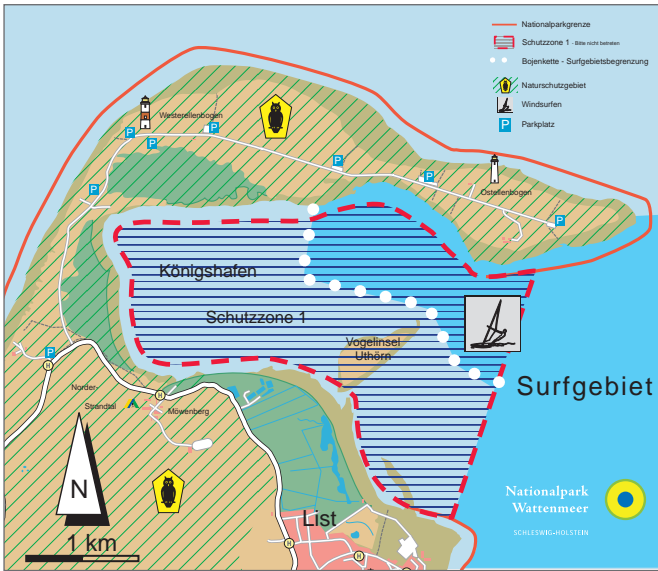 Nationalparkgrenze
Schutzzone 1 - Bitte nicht betreten
Bojenkette - Surfgebietsbegrenzung
Naturschutzgebiet
Windsurfen
P Parkplatz
Westerellenbogen
P
P
P
P
P
P
P
Ostellenbogen
Königshafen
Schutzzone 1
Vogelinsel
Uthörn
Surfgebiet
P
H
Norder-
Strandtal
Möwenberg
H
N
1 km
List
H
H
Nationalpark
Wattenmeer
SCHLESWIG-HOLSTEIN